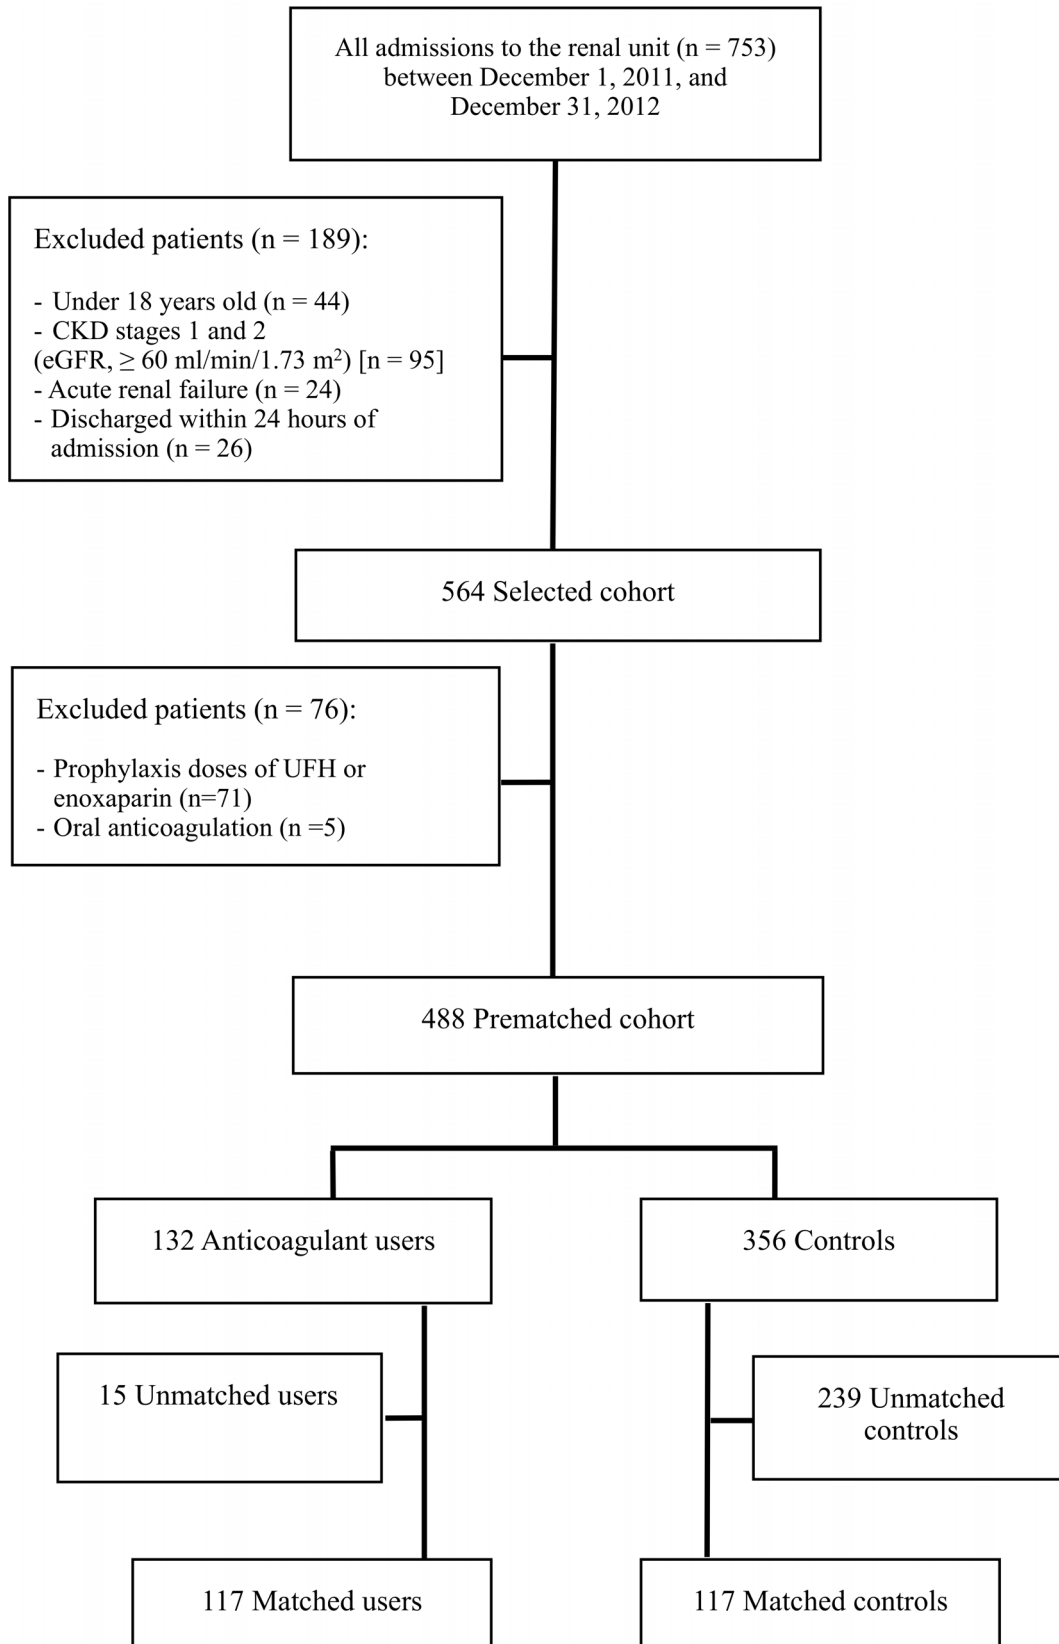 All admissions to the renal unit (n = 753)
between December 1, 2011, and
December 31, 2012
Excluded patients (n = 189):
- Under 18 years old (n = 44)
- CKD stages 1 and 2
(eGFR, ≥ 60 ml/min/1.73 m²) [n = 95]
- Acute renal failure (n = 24)
- Discharged within 24 hours of
admission (n = 26)
564 Selected cohort
Excluded patients (n = 76):
- Prophylaxis doses of UFH or
enoxaparin (n=71)
- Oral anticoagulation (n =5)
488 Prematched cohort
132 Anticoagulant users
356 Controls
15 Unmatched users
239 Unmatched
controls
117 Matched users
117 Matched controls